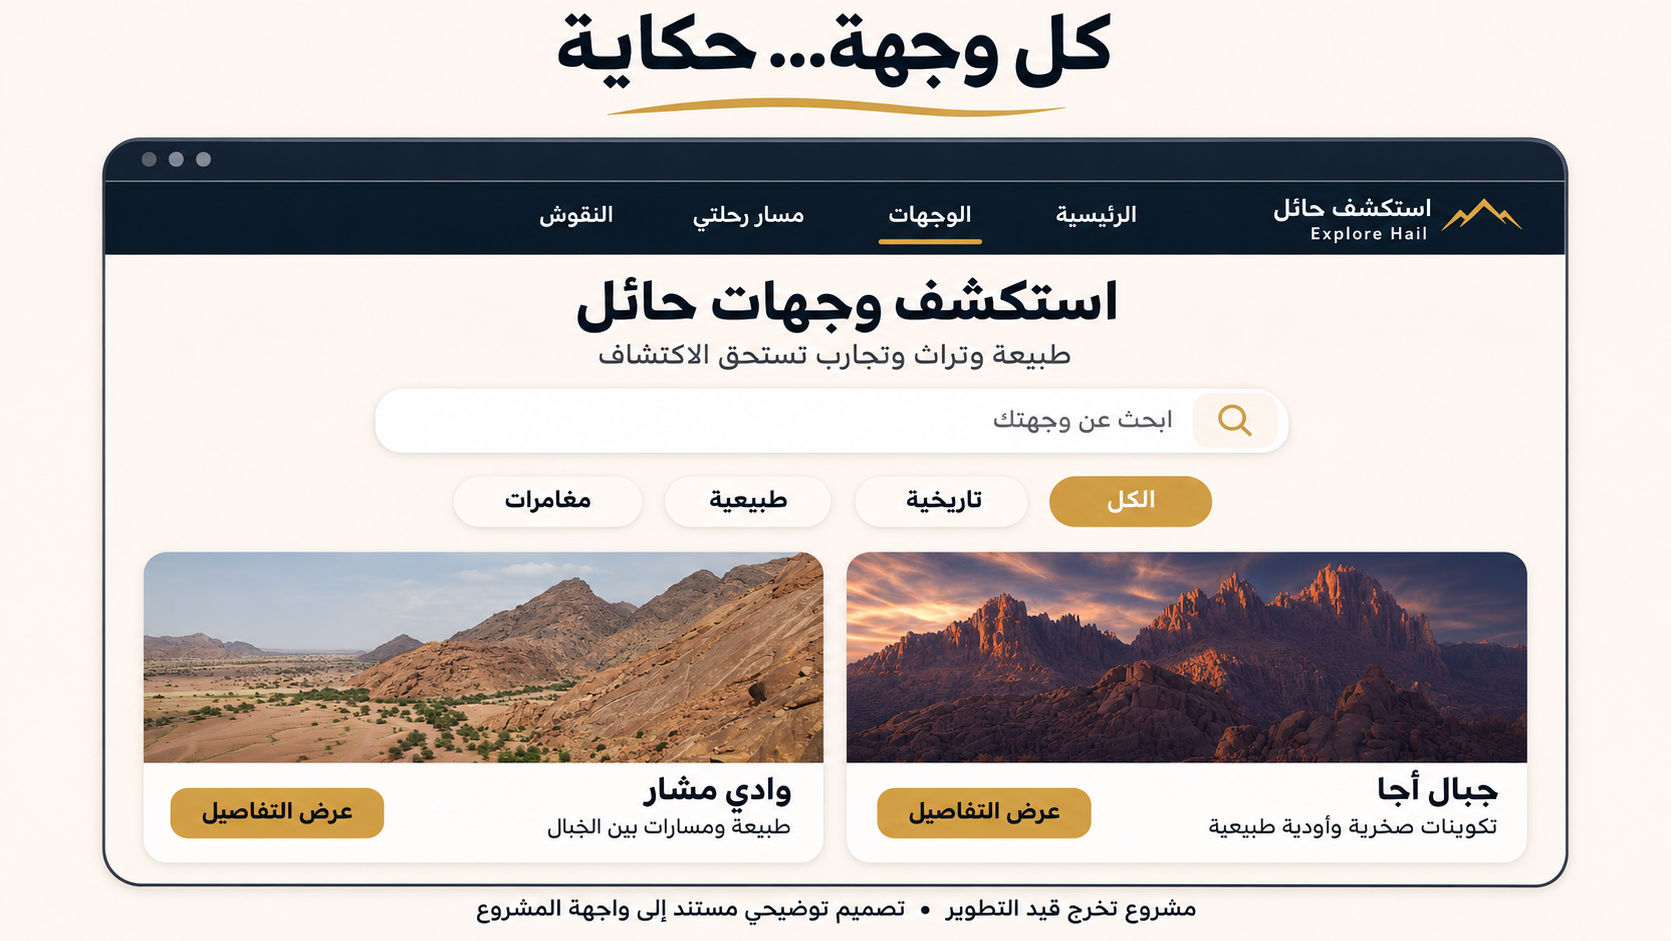 كل وجهة... حكاية
استكشف حائل
Explore Hail
الرئيسية
الوجهات
مسار رحلتي
النقوش
استكشف وجهات حائل
طبيعة وتراث وتجارب تستحق الاكتشاف
ابحث عن وجهتك
الكل
تاريخية
طبيعية
مغامرات
جبال أجا
تكوينات صخرية وأودية طبيعية
عرض التفاصيل
وادي مشار
طبيعة ومسارات بين الجبال
عرض التفاصيل
مشروع تخرج قيد التطوير • تصميم توضيحي مستند إلى واجهة المشروع